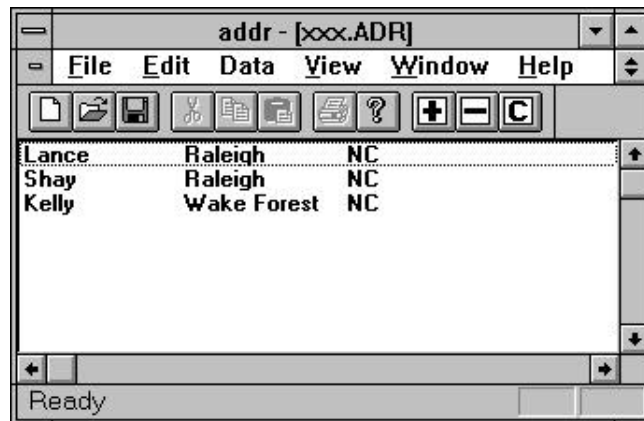 addr - [xxx.ADR]
File Edit Data View Window Help
? + - C
Lance Raleigh NC
Shay Raleigh NC
Kelly Wake Forest NC
Ready